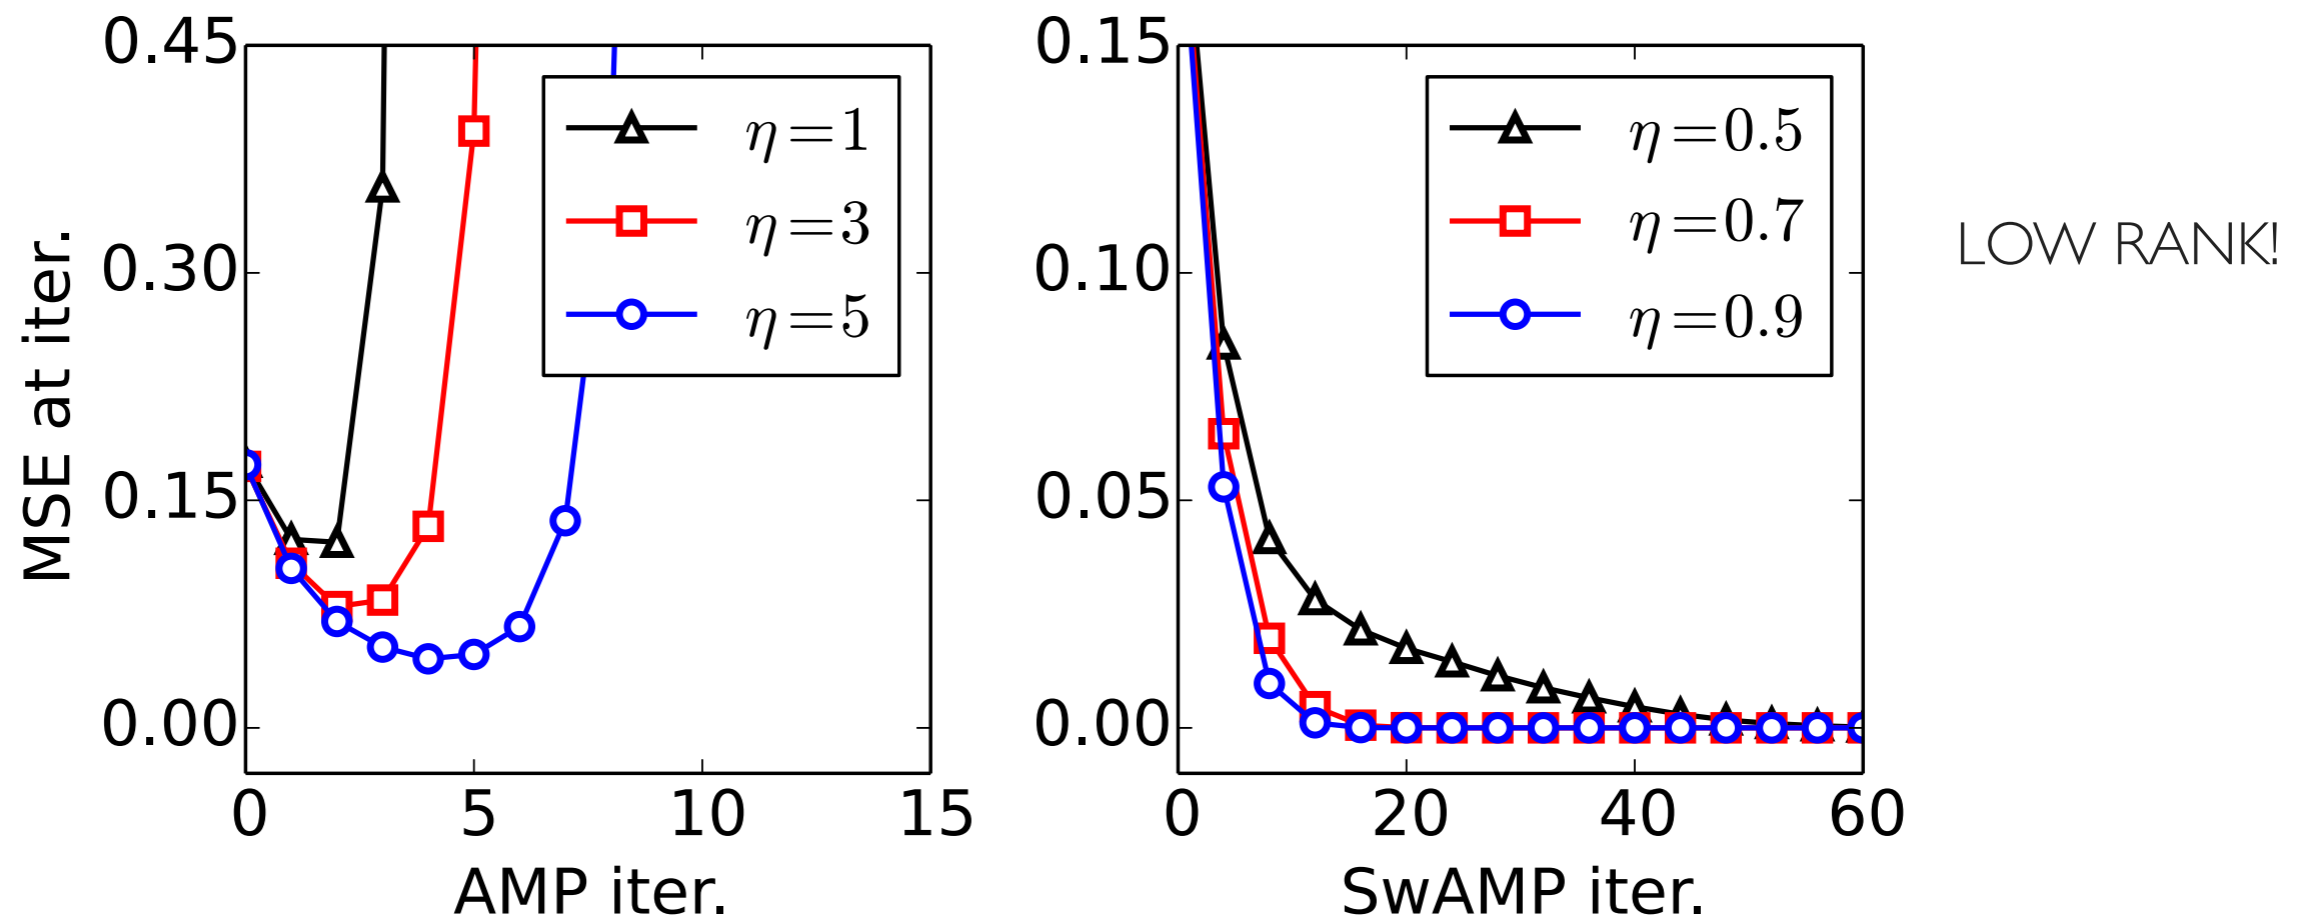 MSE at iter.
0.45
0.30
0.15
0.00
0
5
10
15
AMP iter.
η=1
η=3
η=5
0.15
0.10
0.05
0.00
0
20
40
60
SwAMP iter.
η=0.5
η=0.7
η=0.9
LOW RANK!